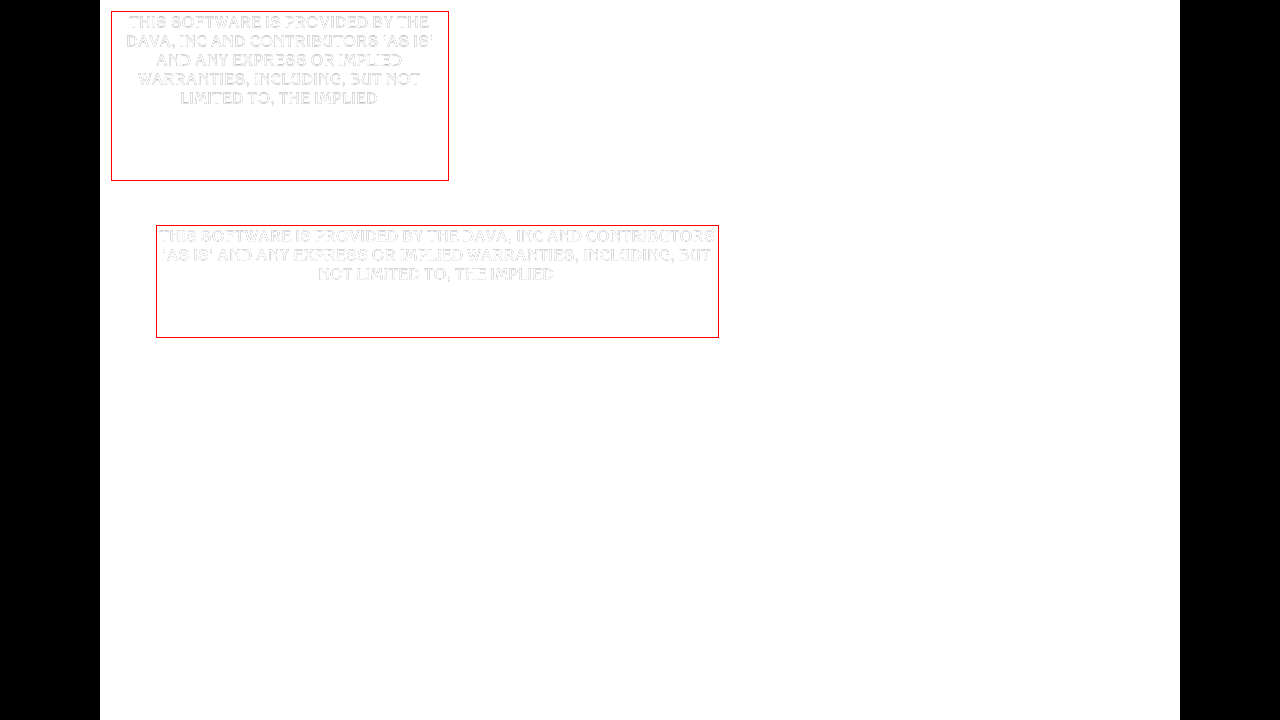 THIS SOFTWARE IS PROVIDED BY THE
DAVA, INC AND CONTRIBUTORS 'AS IS'
AND ANY EXPRESS OR IMPLIED
WARRANTIES, INCLUDING, BUT NOT
LIMITED TO, THE IMPLIED
THIS SOFTWARE IS PROVIDED BY THE DAVA, INC AND CONTRIBUTORS
'AS IS' AND ANY EXPRESS OR IMPLIED WARRANTIES, INCLUDING, BUT
NOT LIMITED TO, THE IMPLIED